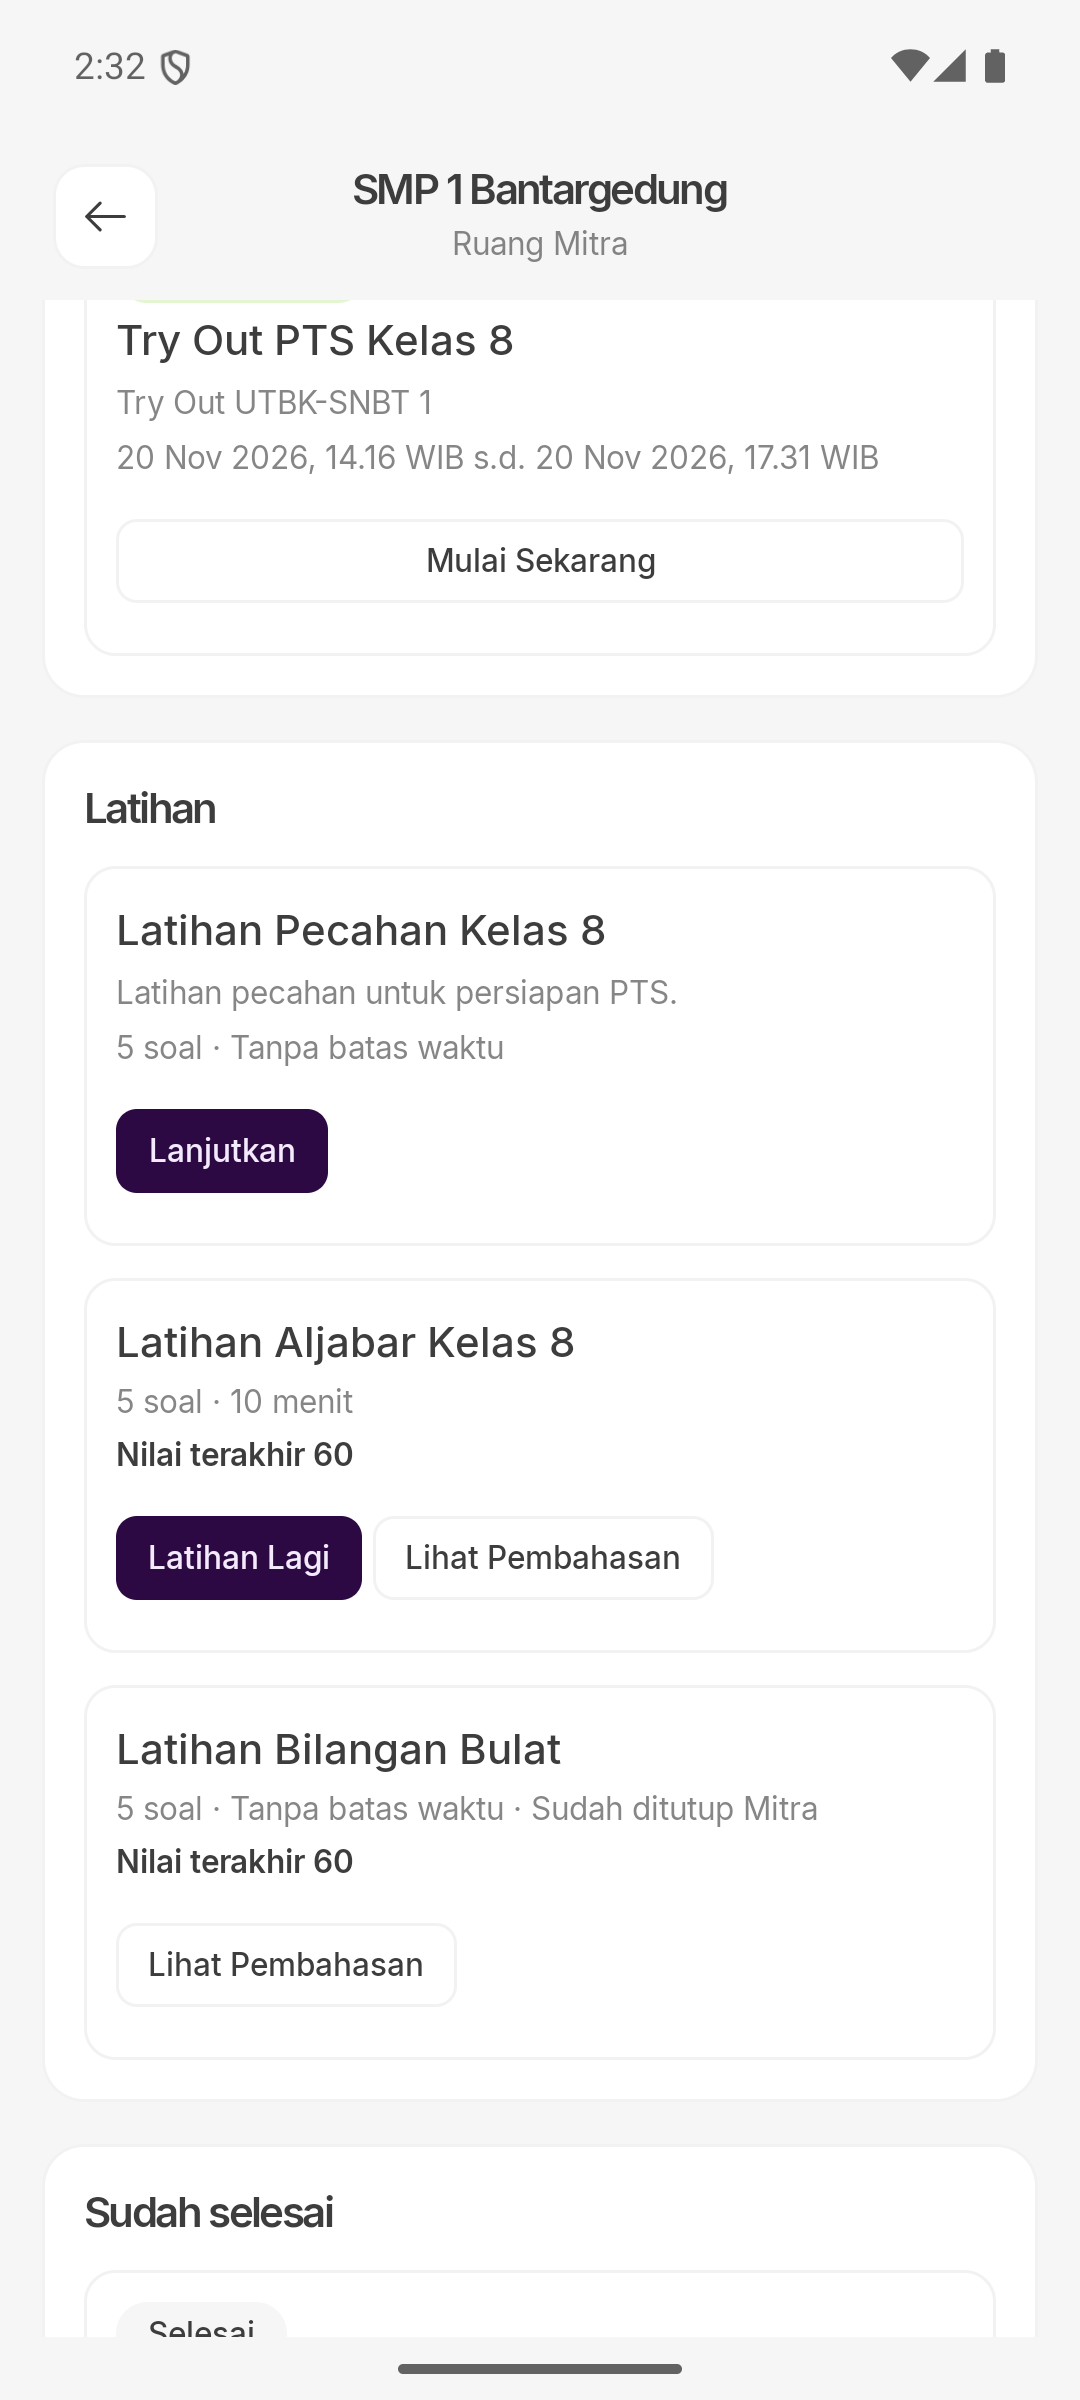 2:32
SMP 1 Bantargedung
Ruang Mitra
Try Out PTS Kelas 8
Try Out UTBK-SNBT 1
20 Nov 2026, 14.16 WIB s.d. 20 Nov 2026, 17.31 WIB
Mulai Sekarang
Latihan
Latihan Pecahan Kelas 8
Latihan pecahan untuk persiapan PTS.
5 soal · Tanpa batas waktu
Lanjutkan
Latihan Aljabar Kelas 8
5 soal · 10 menit
Nilai terakhir 60
Latihan Lagi
Lihat Pembahasan
Latihan Bilangan Bulat
5 soal · Tanpa batas waktu · Sudah ditutup Mitra
Nilai terakhir 60
Lihat Pembahasan
Sudah selesai
Selesai